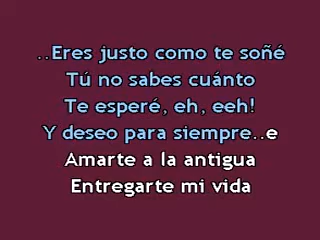 ..Eres justo como te soñé
Tú no sabes cuánto
Te esperé, eh, eeh!
Y deseo para siempre..e
Amarte a la antigua
Entregarte mi vida